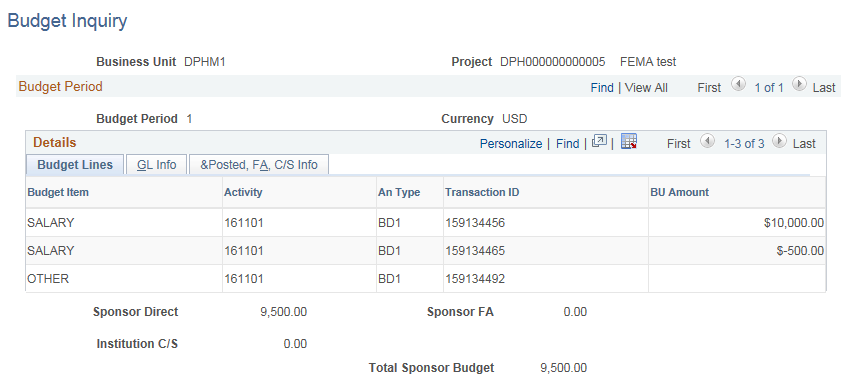 Budget Inquiry
Business Unit DPHM1 Project DPH000000000005 FEMA test
Budget Period Find | View All First 1 of 1 Last
Budget Period 1 Currency USD
Details Personalize | Find | | First 1-3 of 3 Last
Budget Lines GL Info &Posted, FA, C/S Info
Budget Item Activity An Type Transaction ID BU Amount
SALARY 161101 BD1 159134456 $10,000.00
SALARY 161101 BD1 159134465 $-500.00
OTHER 161101 BD1 159134492
Sponsor Direct 9,500.00 Sponsor FA 0.00
Institution C/S 0.00
Total Sponsor Budget 9,500.00